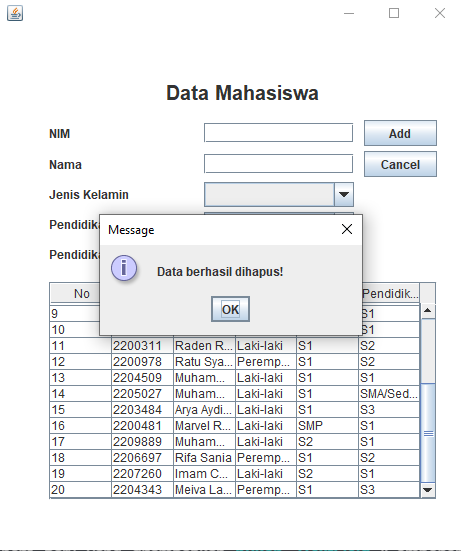 Data Mahasiswa
NIM Add
Nama Cancel
Jenis Kelamin
Message
Data berhasil dihapus!
OK
No Pendidik...
9 S1
10 S1
11 2200311 Raden R... Laki-laki S1 S2
12 2200978 Ratu Sya... Peremp... S1 S2
13 2204509 Muham... Laki-laki S1 S1
14 2205027 Muham... Laki-laki S1 SMA/Sed...
15 2203484 Arya Aydi... Laki-laki S1 S3
16 2200481 Marvel R... Laki-laki SMP S1
17 2209889 Muham... Laki-laki S2 S1
18 2206697 Rifa Sania Peremp... S1 S2
19 2207260 Imam C... Laki-laki S2 S1
20 2204343 Meiva La... Peremp... S1 S3